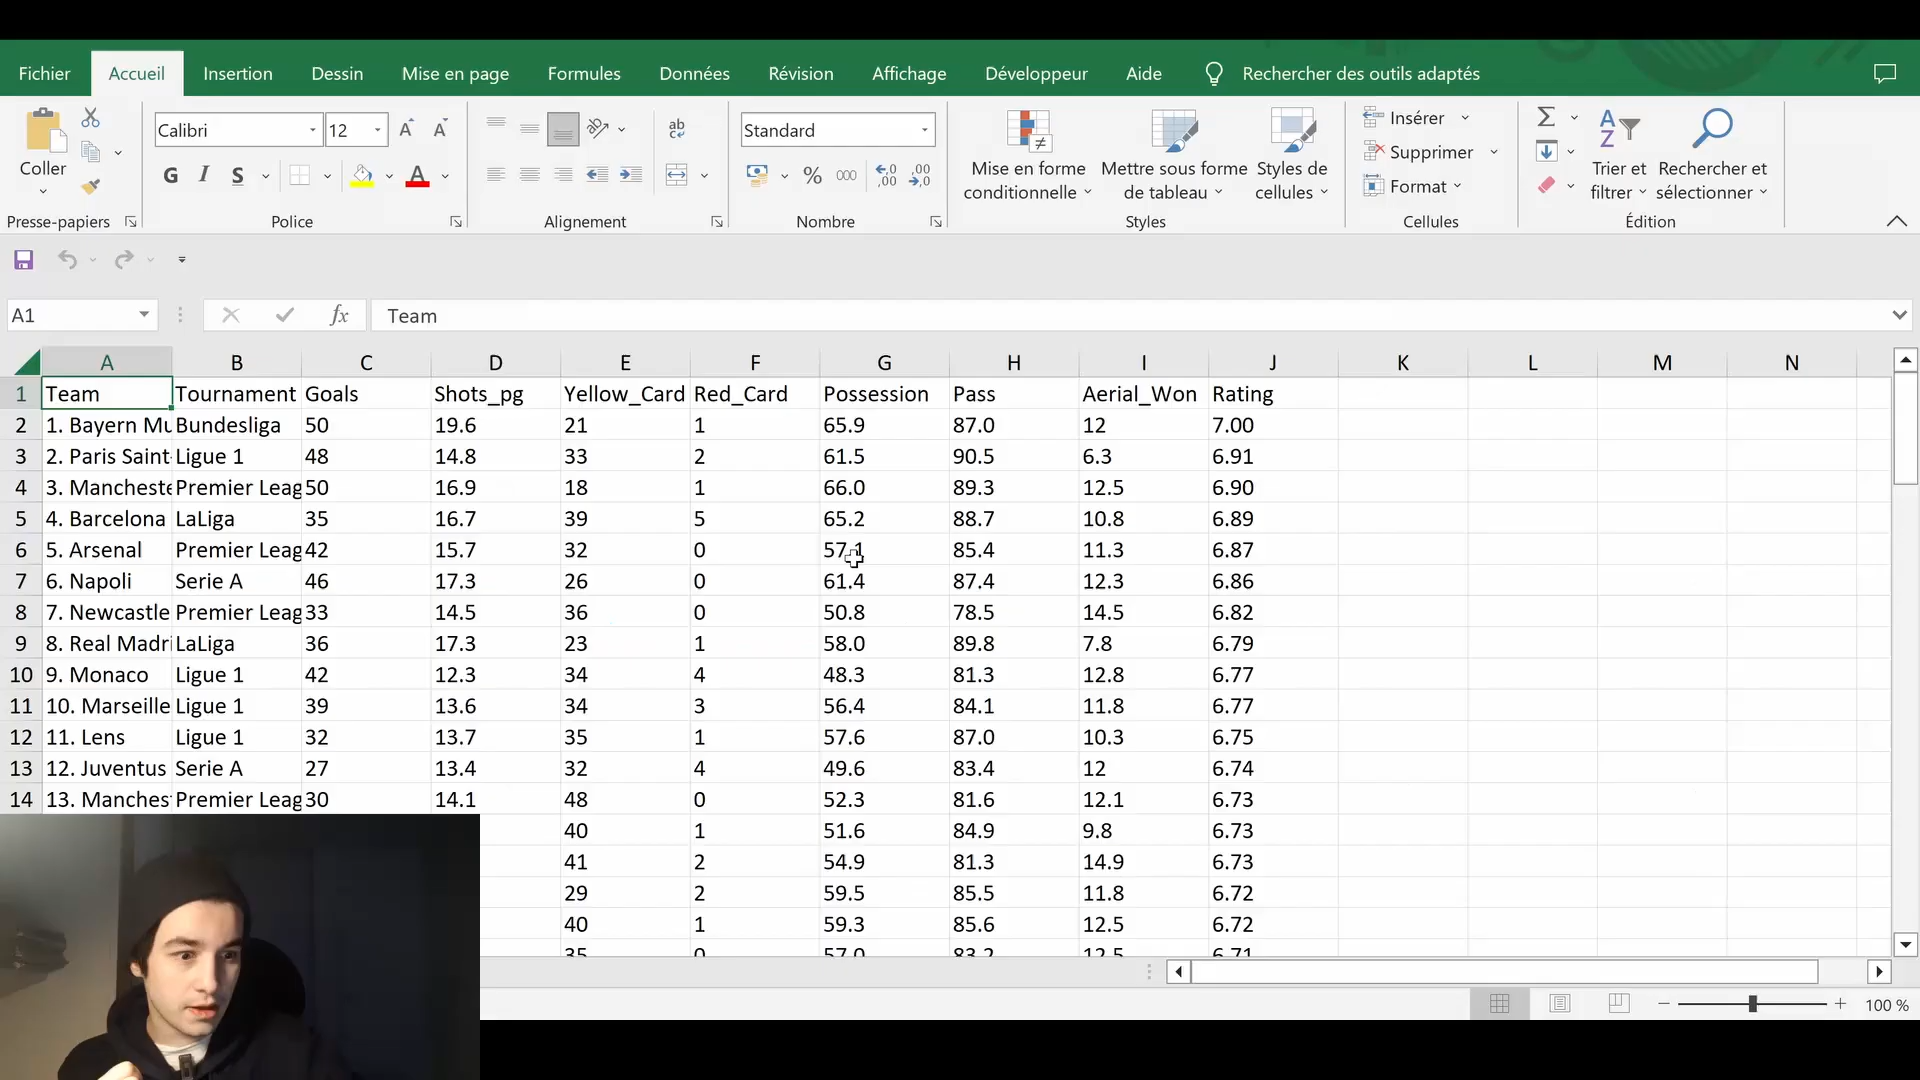 Fichier Accueil Insertion Dessin Mise en page Formules Données Révision Affichage Développeur Aide Rechercher des outils adaptés
Coller
Presse-papiers
Calibri 12
G I S A
Police
ab
Alignement
Standard
% 000
Nombre
Mise en forme conditionnelle
Mettre sous forme de tableau
Styles de cellules
Styles
Insérer
Supprimer
Format
Cellules
Trier et filtrer
Rechercher et sélectionner
Édition
A1 fx Team
A B C D E F G H I J K L M N
1 Team Tournament Goals Shots_pg Yellow_Card Red_Card Possession Pass Aerial_Won Rating
2 1. Bayern Mu Bundesliga 50 19.6 21 1 65.9 87.0 12 7.00
3 2. Paris Saint- Ligue 1 48 14.8 33 2 61.5 90.5 6.3 6.91
4 3. Mancheste Premier Leag 50 16.9 18 1 66.0 89.3 12.5 6.90
5 4. Barcelona LaLiga 35 16.7 39 5 65.2 88.7 10.8 6.89
6 5. Arsenal Premier Leag 42 15.7 32 0 57.1 85.4 11.3 6.87
7 6. Napoli Serie A 46 17.3 26 0 61.4 87.4 12.3 6.86
8 7. Newcastle Premier Leag 33 14.5 36 0 50.8 78.5 14.5 6.82
9 8. Real Madri LaLiga 36 17.3 23 1 58.0 89.8 7.8 6.79
10 9. Monaco Ligue 1 42 12.3 34 4 48.3 81.3 12.8 6.77
11 10. Marseille Ligue 1 39 13.6 34 3 56.4 84.1 11.8 6.77
12 11. Lens Ligue 1 32 13.7 35 1 57.6 87.0 10.3 6.75
13 12. Juventus Serie A 27 13.4 32 4 49.6 83.4 12 6.74
14 13. Manches Premier Leag 30 14.1 48 0 52.3 81.6 12.1 6.73
40 1 51.6 84.9 9.8 6.73
41 2 54.9 81.3 14.9 6.73
29 2 59.5 85.5 11.8 6.72
40 1 59.3 85.6 12.5 6.72
35 0 57.0 83.2 12.5 6.71
100 %